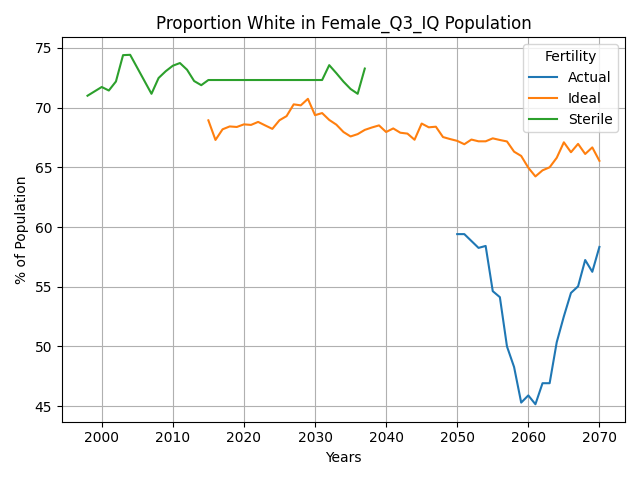 Proportion White in Female_Q3_IQ Population
% of Population
75
70
65
60
55
50
45
2000
2010
2020
2030
2040
2050
2060
2070
Years
Fertility
Actual
Ideal
Sterile